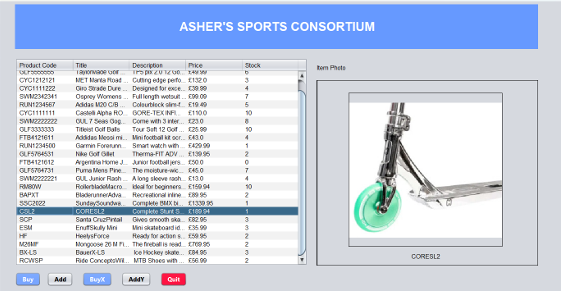 ASHER'S SPORTS CONSORTIUM
Product Code Title Description Price Stock
GLF5555555 TaylorMade Golf ... TP5 pix 2.0 12 Go... £49.99 6
CYC1212121 MET Manta Road ... Cutting edge perfo... £132.0 3
CYC1111222 Giro Strade Dure ... Designed for exce... £39.99 4
SWM2342341 Osprey Womens ... Full length wetsuit ... £99.99 7
RUN1234567 Adidas M20 C/B ... Colourblock slim-f... £19.49 5
CYC1111111 Castelli Alpha RO... GORE-TEX INFI... £110.0 10
SWM2222222 GUL 7 Seas Gog... Come with 3 inter... £23.0 8
GLF3333333 Titleist Golf Balls Tour Soft 12 Golf ... £25.99 10
FTB4121611 Adidas Messi mi... Mini football kit scr... £43.0 4
RUN1234500 Garmin Forerunn... Smart watch with ... £429.99 1
GLF5764531 Nike Golf Gillet Therma-FIT ADV ... £139.95 2
FTB4121612 Argentina Home J... Junior football jers... £50.0 0
GLF5764531 Puma Mens Pine... The moisture-wic... £45.0 7
SWM2222221 GUL Junior Rash... A long sleeve rash... £13.0 4
RM80W RollerbladeMacro... Ideal for beginners... £159.94 10
BAPXT BladerunnerAdva... Recreational inline... £89.95 2
SSC2022 SundaySoundwa... Complete BMX bi... £1339.95 1
CSL2 CORESL2 Complete Stunt S... £189.94 1
SCP Santa CruzPintail Gives smooth ska... £82.95 3
ESM EnuffSkully Mini Mini skateboard id... £35.95 3
HF HeelysForce Ready for action s... £59.95 2
M26MF Mongoose 26 M Fi... The fireball is read... £769.95 2
BX-LS BauerX-LS Ice Hockey skate... £84.95 3
RCWSP Ride ConceptsWil... MTB Shoes with ... £56.99 2
Item Photo
CORESL2
Buy Add BuyX AddY Quit